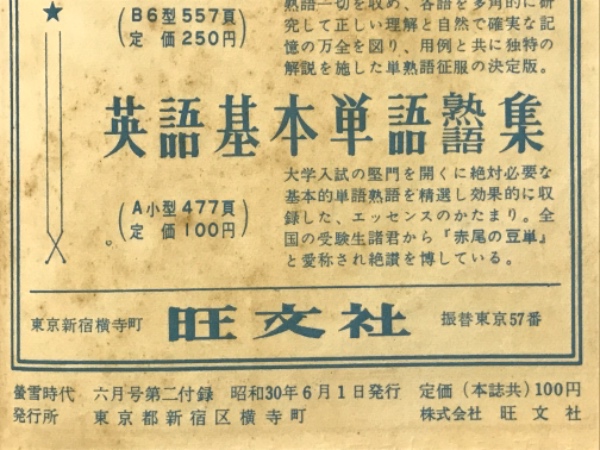 熟語一切を収め、各語を多角的に研
究して正しい理解と自然で確実な記
憶の万全を図り、用例と共に独特の
解説を施した単熟語征服の決定版。
(B6型 557頁
定　価 250円)
英語基本単語熟語集
大学入試の堅門を開くに絶対必要な
基本的単語熟語を精選し効果的に収
録した、エッセンスのかたまり。全
国の受験生諸君から『赤尾の豆単』
と愛称され絶讃を博している。
(A小型 477頁
定　価 100円)
東京新宿横寺町 旺文社 振替東京57番
螢雪時代 六月号第二付録 昭和30年6月1日発行 定価（本誌共）100円
発行所 東京都新宿区横寺町 株式会社 旺文社